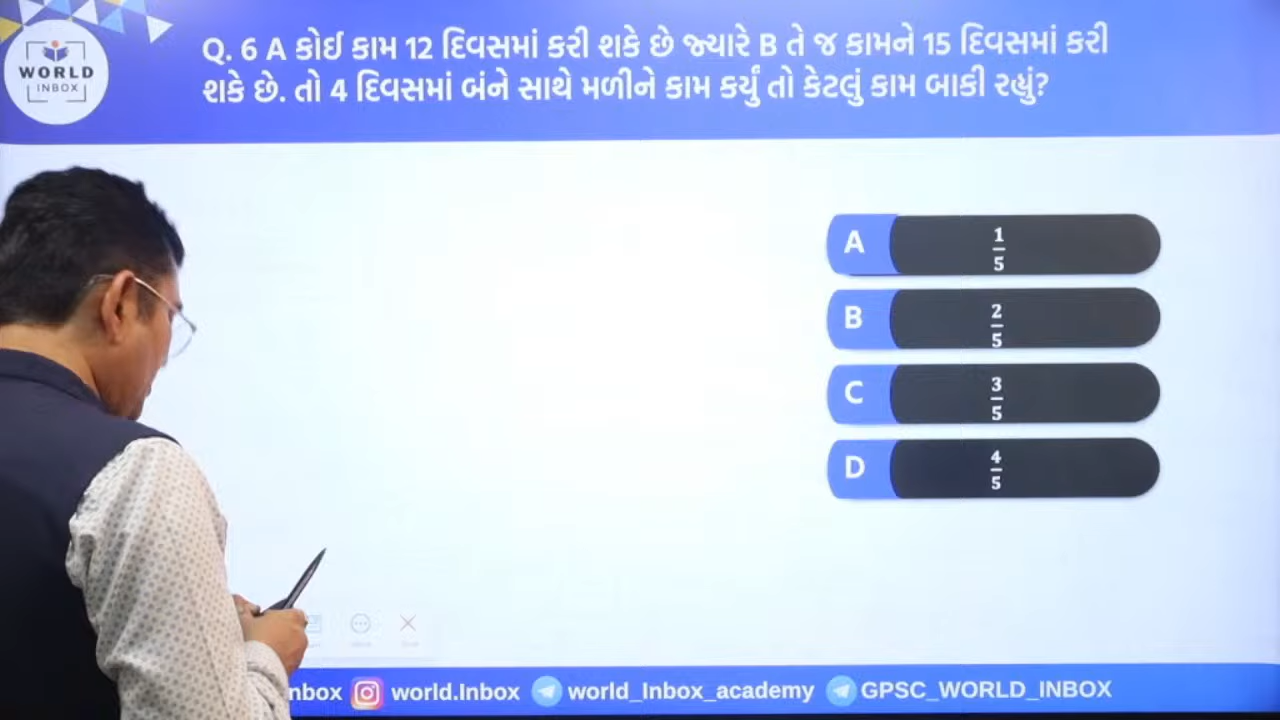 Q. 6 A કોઈ કામ 12 દિવસમાં કરી શકે છે જ્યારે B તે જ કામને 15 દિવસમાં કરી
શકે છે. તો 4 દિવસમાં બંને સાથે મળીને કામ કર્યું તો કેટલું કામ બાકી રહ્યું?
WORLD
INBOX
A 1/5
B 2/5
C 3/5
D 4/5
nbox world.Inbox world_Inbox_academy GPSC_WORLD_INBOX